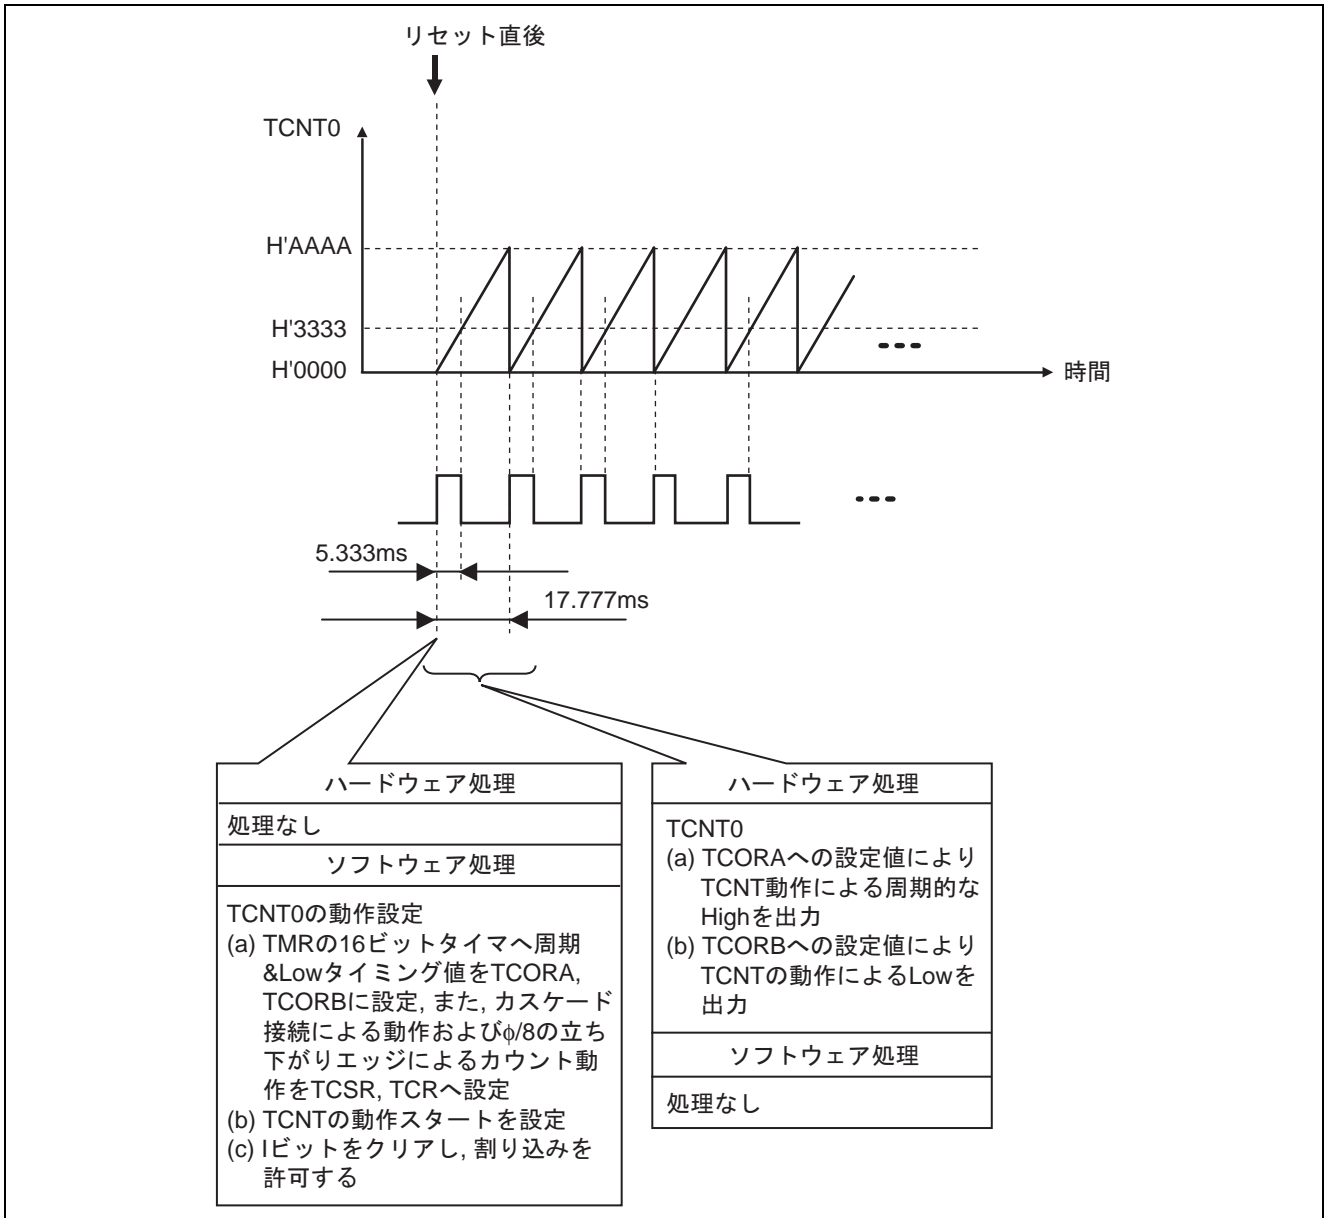 リセット直後
TCNT0
H'AAAA
H'3333
H'0000
時間
5.333ms
17.777ms
ハードウェア処理
処理なし
ソフトウェア処理
TCNT0の動作設定
(a) TMRの16ビットタイマへ周期
&Lowタイミング値をTCORA,
TCORBに設定, また, カスケード
接続による動作およびφ/8の立ち
下がりエッジによるカウント動
作をTCSR, TCRへ設定
(b) TCNTの動作スタートを設定
(c) Iビットをクリアし, 割り込みを
許可する
ハードウェア処理
TCNT0
(a) TCORAへの設定値により
TCNT動作による周期的な
Highを出力
(b) TCORBへの設定値により
TCNTの動作によるLowを
出力
ソフトウェア処理
処理なし